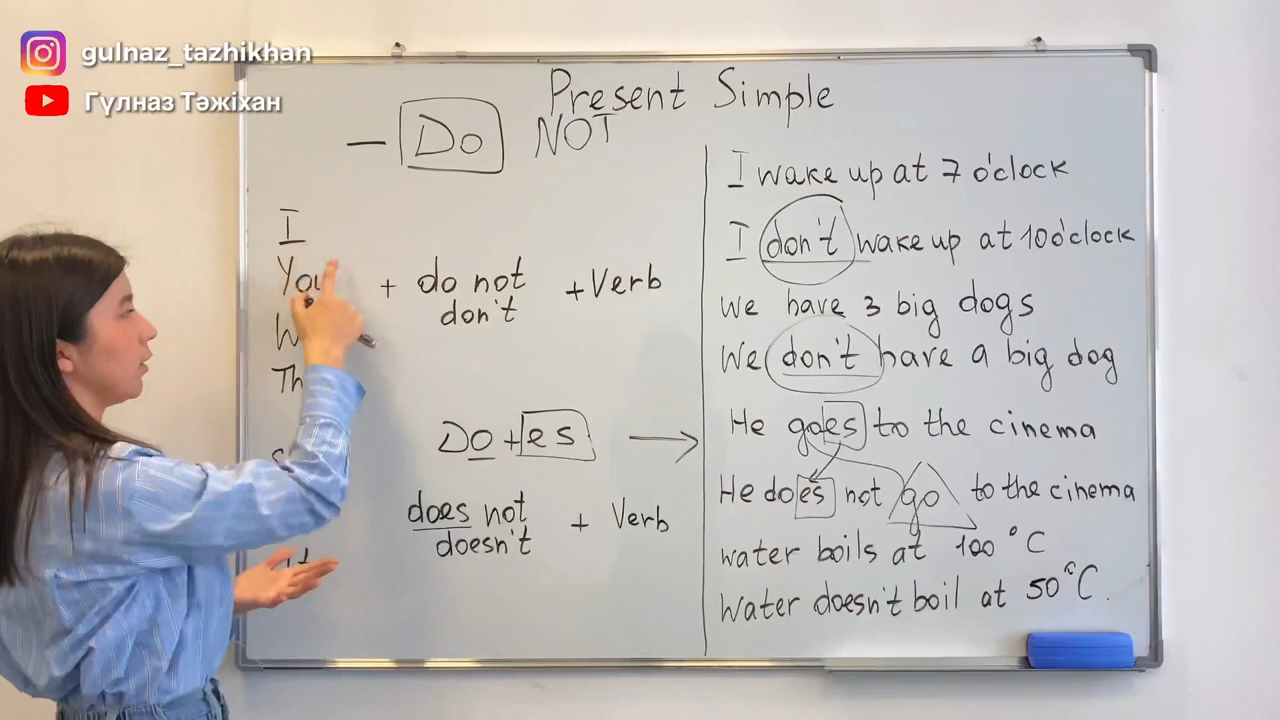 gulnaz_tazhikhan
Гүлназ Тәжіхан
Present Simple
— Do NOT
I
You
+ do not + Verb
don't
Do + es →
does not + Verb
doesn't
I wake up at 7 o'clock
I don't wake up at 10 o'clock
We have 3 big dogs
We don't have a big dog
He goes to the cinema
He does not go to the cinema
water boils at 100 °C
Water doesn't boil at 50°C.